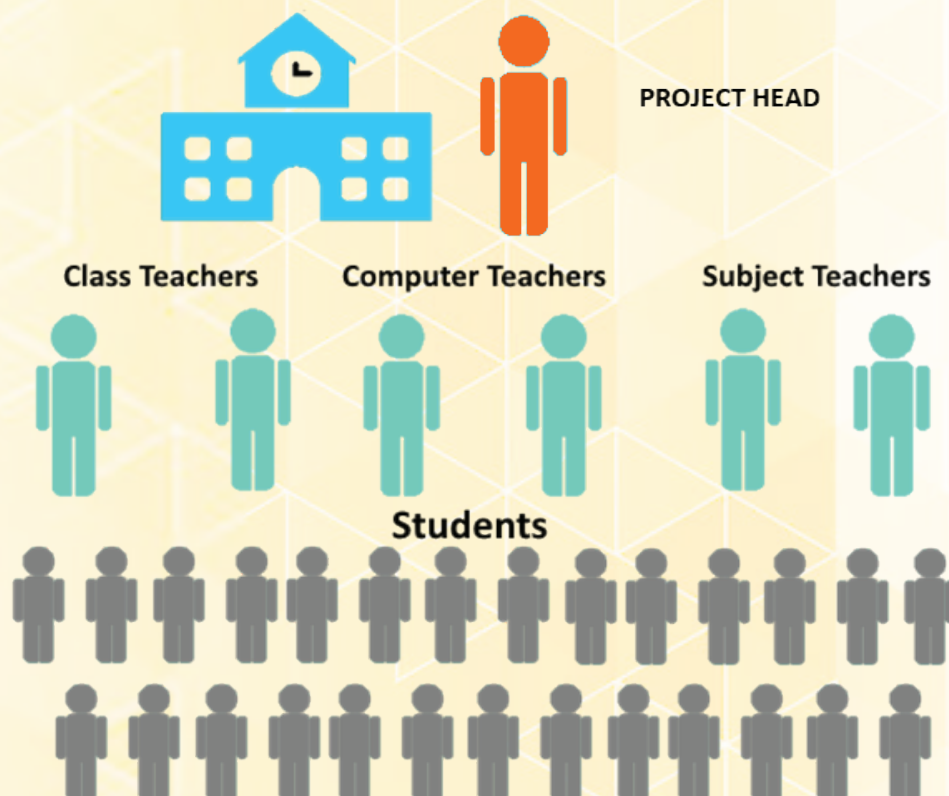 PROJECT HEAD
Class Teachers
Computer Teachers
Subject Teachers
Students